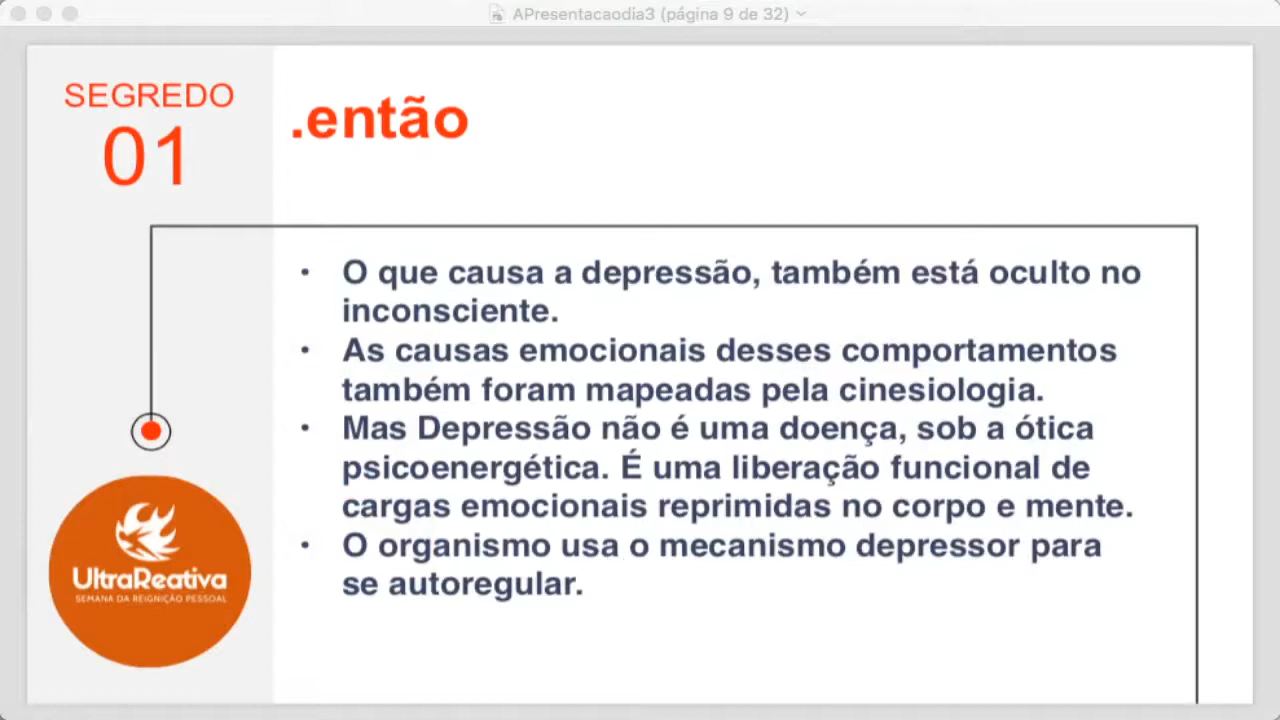 APresentacaodia3 (página 9 de 32)
SEGREDO
01
.então
• O que causa a depressão, também está oculto no
inconsciente.
• As causas emocionais desses comportamentos
também foram mapeadas pela cinesiologia.
• Mas Depressão não é uma doença, sob a ótica
psicoenergética. É uma liberação funcional de
cargas emocionais reprimidas no corpo e mente.
• O organismo usa o mecanismo depressor para
se autoregular.
UltraReativa
SEMANA DA REIGNIÇÃO PESSOAL